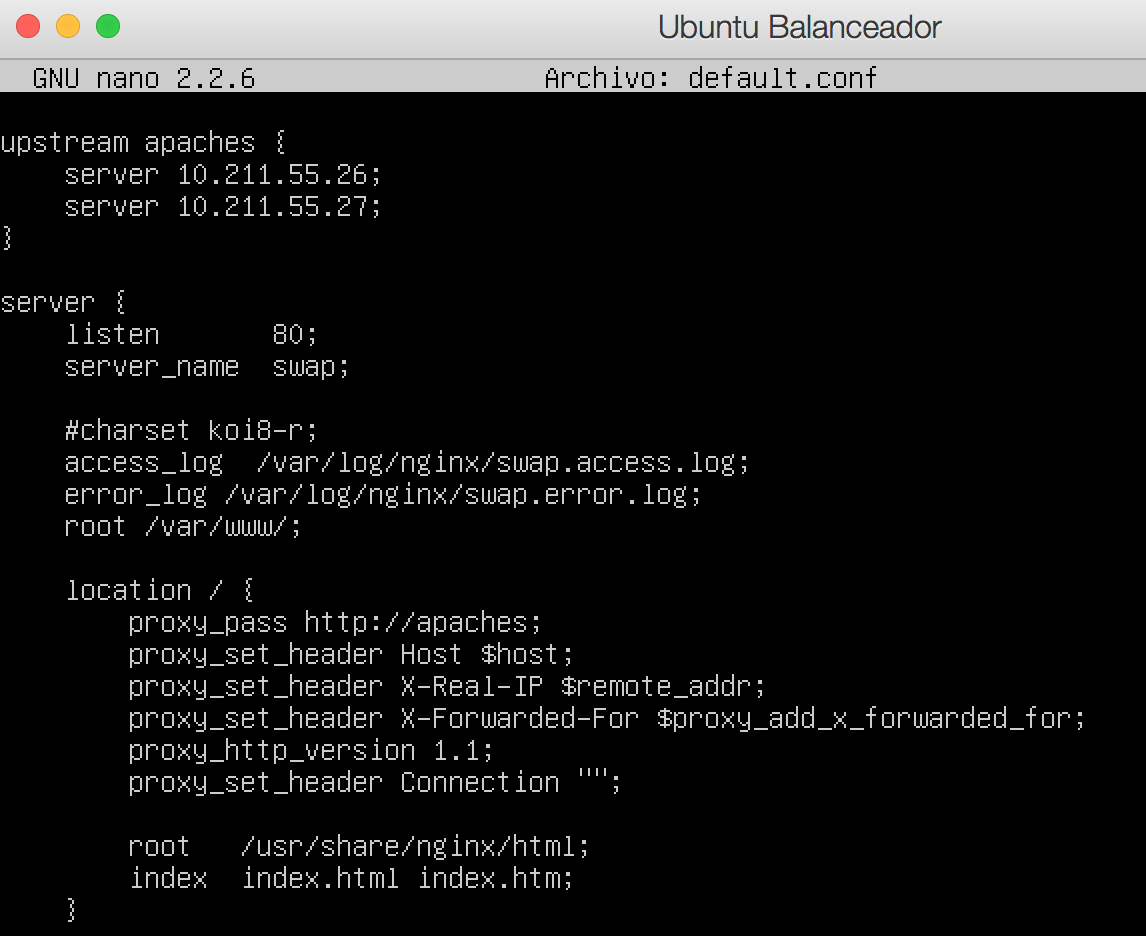 Ubuntu Balanceador
GNU nano 2.2.6 Archivo: default.conf
upstream apaches {
    server 10.211.55.26;
    server 10.211.55.27;
}
server {
    listen       80;
    server_name  swap;
    #charset koi8-r;
    access_log  /var/log/nginx/swap.access.log;
    error_log /var/log/nginx/swap.error.log;
    root /var/www/;
    location / {
        proxy_pass http://apaches;
        proxy_set_header Host $host;
        proxy_set_header X-Real-IP $remote_addr;
        proxy_set_header X-Forwarded-For $proxy_add_x_forwarded_for;
        proxy_http_version 1.1;
        proxy_set_header Connection "";
        root   /usr/share/nginx/html;
        index  index.html index.htm;
    }